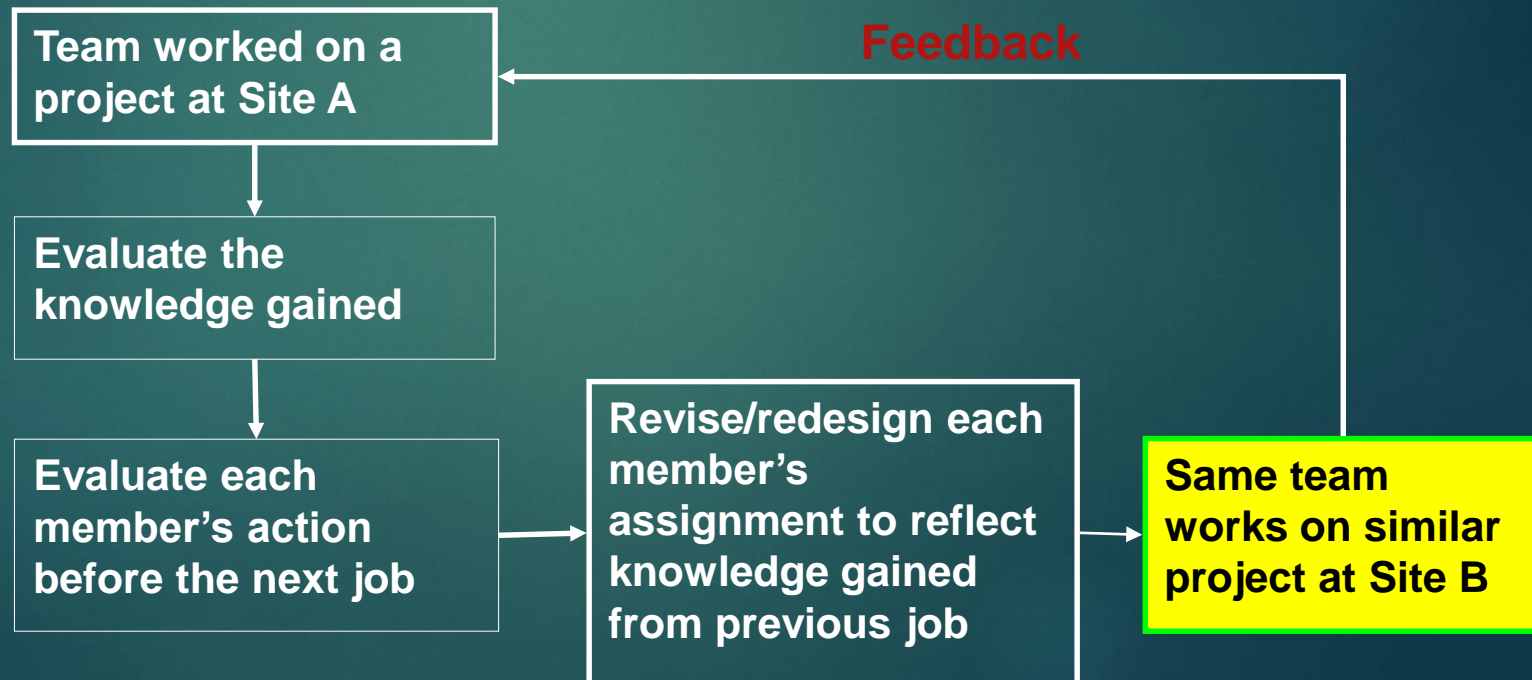 Team worked on a
project at Site A
Feedback
Evaluate the
knowledge gained
Evaluate each
member’s action
before the next job
Revise/redesign each
member’s
assignment to reflect
knowledge gained
from previous job
Same team
works on similar
project at Site B